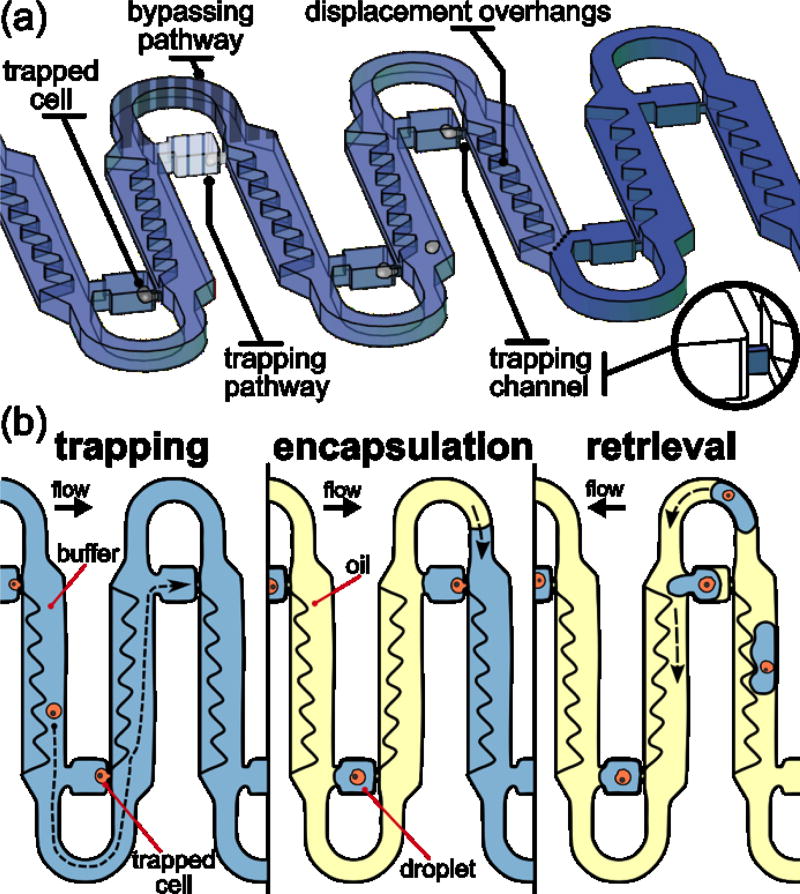 (a)
bypassing
pathway
displacement overhangs
trapped
cell
trapping
pathway
trapping
channel
(b)
trapping
encapsulation
retrieval
flow
flow
flow
buffer
oil
trapped
cell
droplet